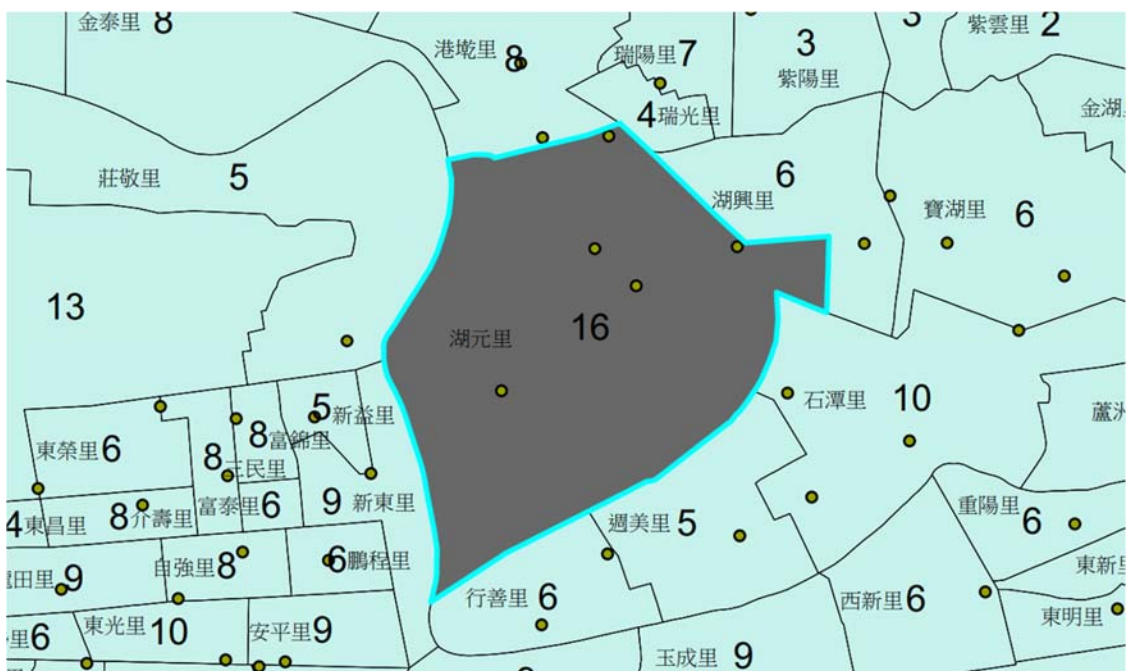 金泰里 8
港墘里 8
瑞陽里 7
3
紫陽里
3
紫雲里 2
4 瑞光里
金湖
莊敬里 5
湖興里 6
寶湖里 6
13
湖元里 16
石潭里 10
5 新益里
8 富錦里
東榮里 6
8 三民里
富泰里 6
9 新東里
4 東昌里
8 介壽里
週美里 5
重陽里 6
蘆洲
田里 9
自強里 8
6 鵬程里
東新里
行善里 6
西新里 6
東明里
里 6
東光里 10
安平里 9
玉成里 9